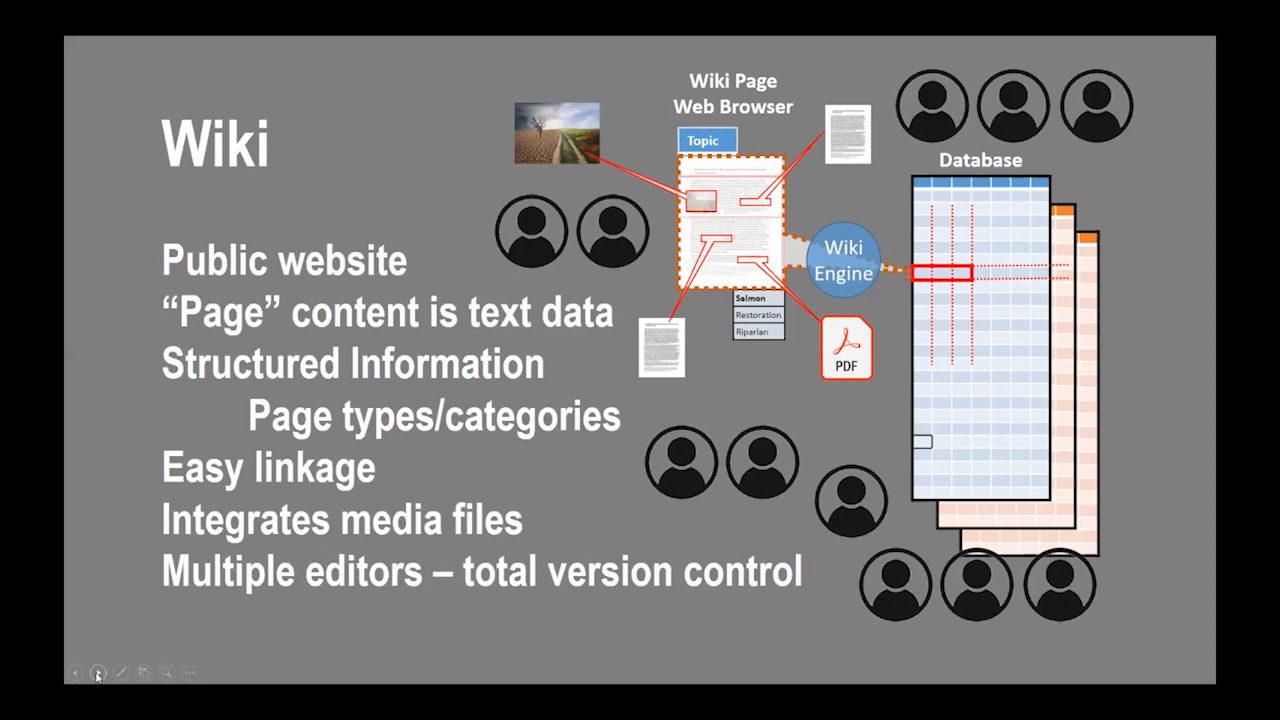 Wiki
Public website
“Page” content is text data
Structured Information
Page types/categories
Easy linkage
Integrates media files
Multiple editors – total version control
Wiki Page
Web Browser
Topic
Wiki
Engine
Salmon
Restoration
Riparian
PDF
Database